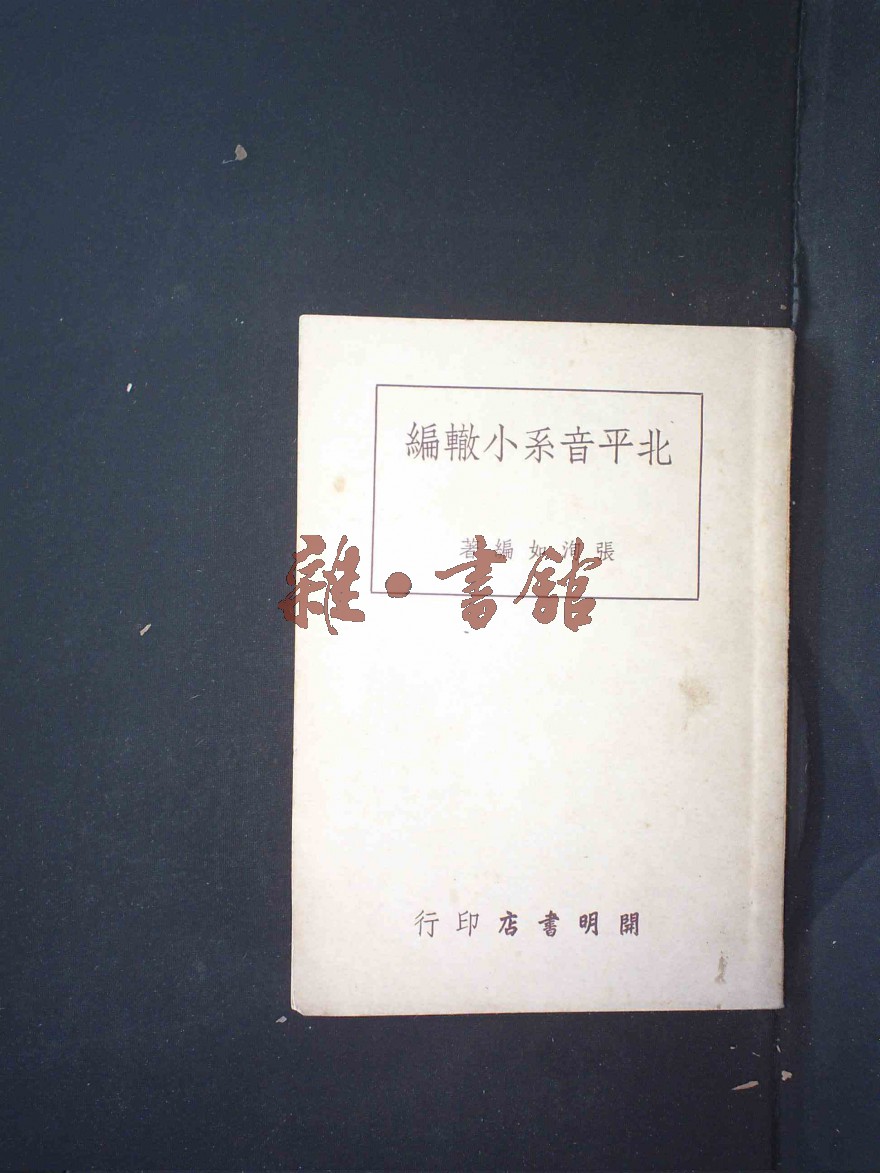 北平音系小轍編
張洵如編著
雜·書館
開明書店印行